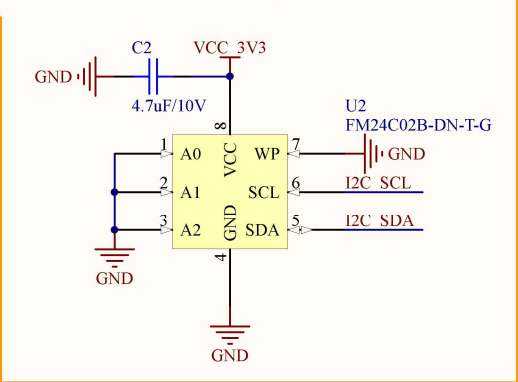 C2
VCC_3V3
GND
4.7uF/10V
U2
FM24C02B-DN-T-G
8
1 A0 VCC WP 7 GND
2 A1 SCL 6 I2C_SCL
3 A2 GND SDA 5 I2C_SDA
4
GND
GND